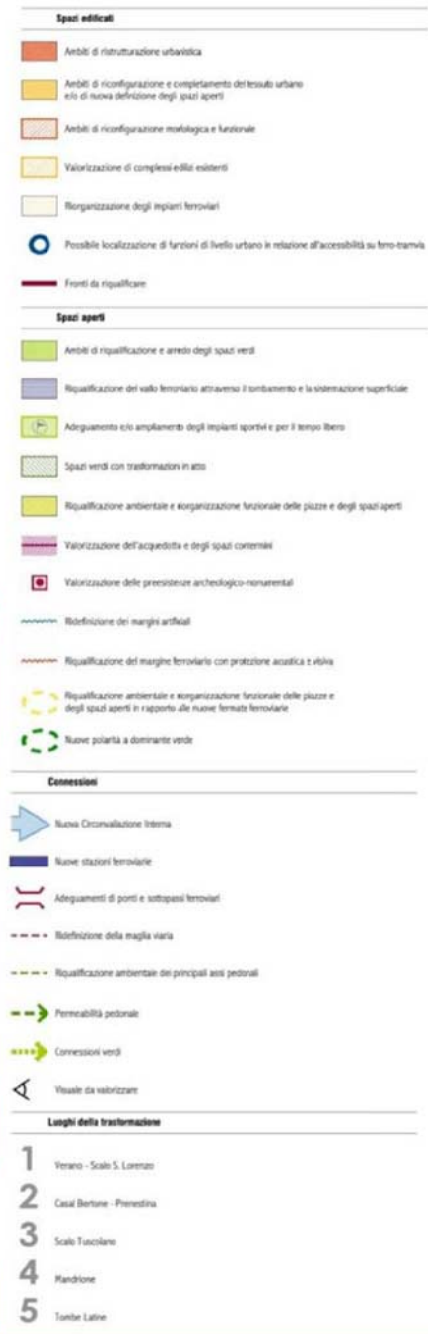 Spazi edificati
Ambiti di ristrutturazione urbanistica
Ambiti di riconfigurazione e completamento del tessuto urbano
e/o di nuova definizione degli spazi aperti
Ambiti di riconfigurazione morfologica e funzionale
Valorizzazione di complessi edilizi esistenti
Riorganizzazione degli impianti ferroviari
Possibile localizzazione di funzioni di livello urbano in relazione all'accessibilità su ferro-tramvia
Fronti da riqualificare
Spazi aperti
Ambiti di riqualificazione e arredo degli spazi verdi
Riqualificazione del vallo ferroviario attraverso il tombamento e la sistemazione superficiale
Adeguamento e/o ampliamento degli impianti sportivi e per il tempo libero
Spazi verdi con trasformazioni in atto
Riqualificazione ambientale e riorganizzazione funzionale delle piazze e degli spazi aperti
Valorizzazione dell'acquedotto e degli spazi contermini
Valorizzazione delle preesistenze archeologico-monumentali
Ridefinizione dei margini artificiali
Riqualificazione del margine ferroviario con protezione acustica e visiva
Riqualificazione ambientale e riorganizzazione funzionale delle piazze e
degli spazi aperti in rapporto alle nuove fermate ferroviarie
Nuove polarità a dominante verde
Connessioni
Nuova Circonvallazione Interna
Nuove stazioni ferroviarie
Adeguamenti di ponti e sottopassi ferroviari
Ridefinizione della maglia viaria
Riqualificazione ambientale dei principali assi pedonali
Permeabilità pedonale
Connessioni verdi
Visuale da valorizzare
Luoghi della trasformazione
1 Verano - Scalo S. Lorenzo
2 Casal Bertone - Prenestina
3 Scalo Tuscolano
4 Mandrione
5 Tombe Latine